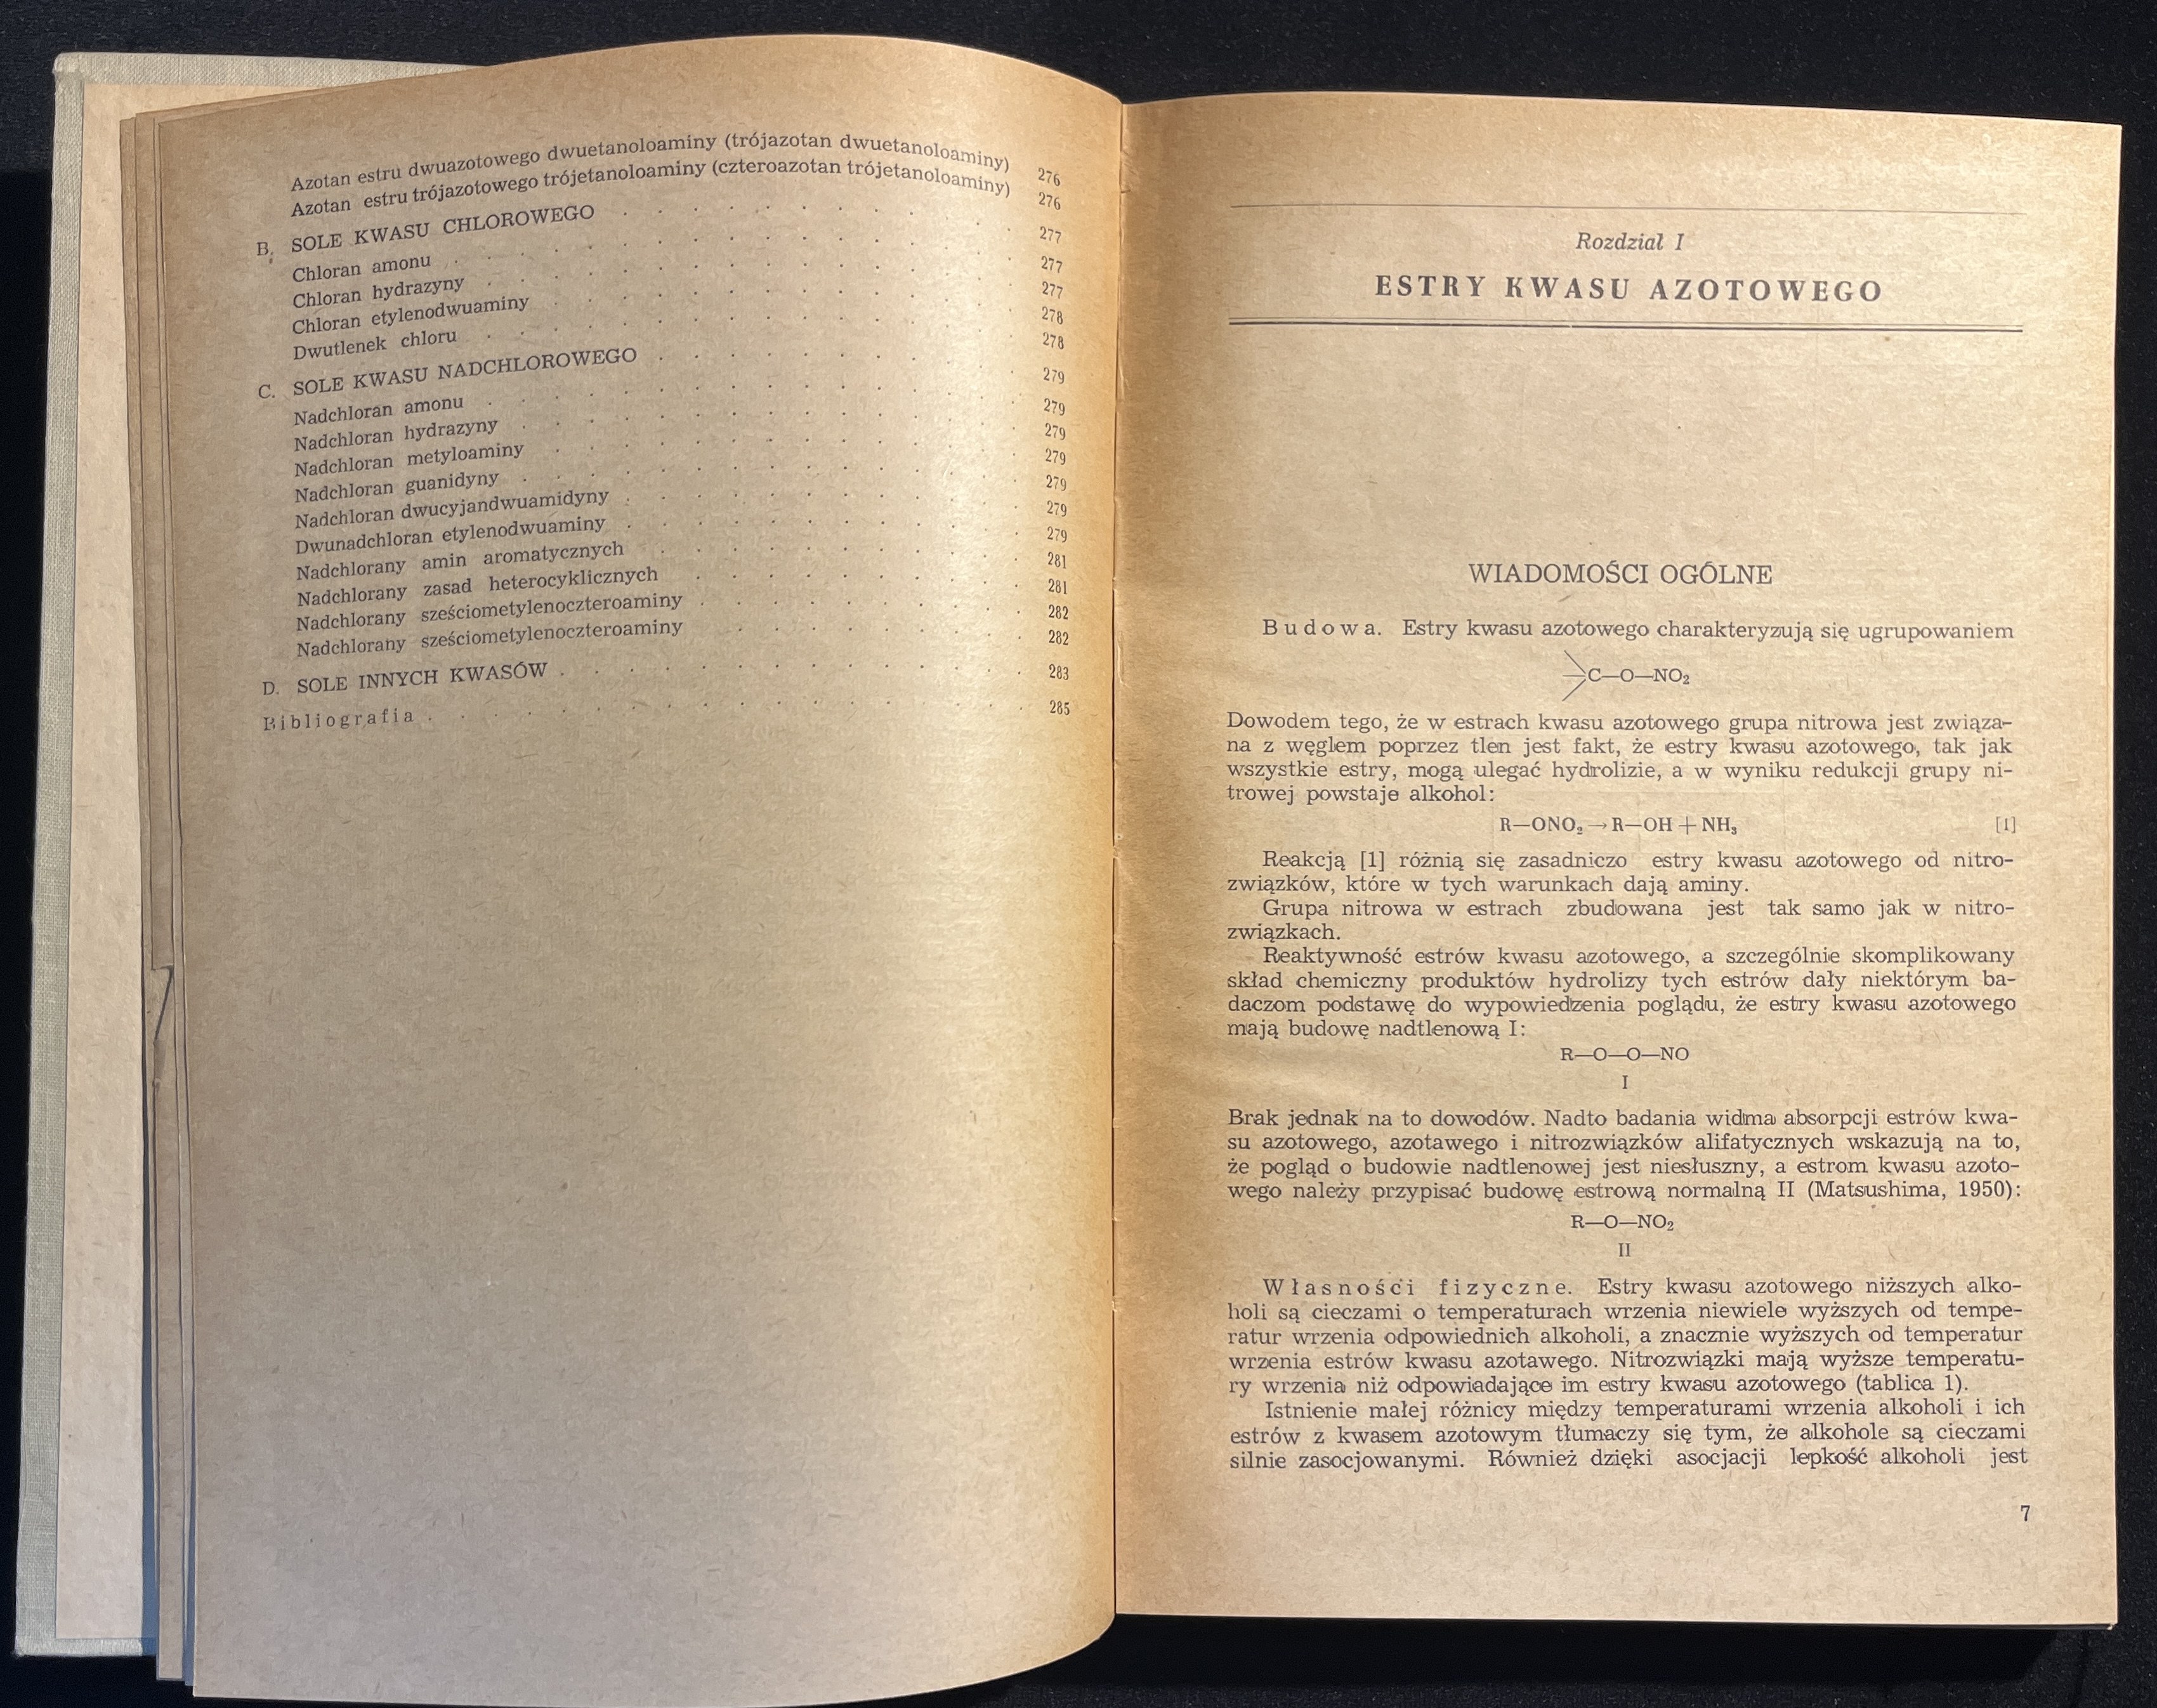 Azotan estru dwuazotowego dwuetanoloaminy (trójazotan dwuetanoloaminy) 276
Azotan estru trójazotowego trójetanoloaminy (czteroazotan trójetanoloaminy) 276
B. SOLE KWASU CHLOROWEGO . . . . . . . . . 277
Chloran amonu . . . . . . . . . 277
Chloran hydrazyny . . . . . . . . . 277
Chloran etylenodwuaminy . . . . . . . . . 278
Dwutlenek chloru . . . . . . . . . 278
C. SOLE KWASU NADCHLOROWEGO . . . . . . . . . 279
Nadchloran amonu . . . . . . . . . 279
Nadchloran hydrazyny . . . . . . . . . 279
Nadchloran metyloaminy . . . . . . . . . 279
Nadchloran guanidyny . . . . . . . . . 279
Nadchloran dwucyjandwuamidyny . . . . . . . . . 279
Dwunadchloran etylenodwuaminy . . . . . . . . . 279
Nadchlorany amin aromatycznych . . . . . . . . . 281
Nadchlorany zasad heterocyklicznych . . . . . . . . . 281
Nadchlorany sześciometylenoczteroaminy . . . . . . . . . 282
Nadchlorany sześciometylenoczteroaminy . . . . . . . . . 282
D. SOLE INNYCH KWASÓW . . . . . . . . . 283
Bibliografia . . . . . . . . . 285
Rozdział I
ESTRY KWASU AZOTOWEGO
WIADOMOŚCI OGÓLNE
Budowa. Estry kwasu azotowego charakteryzują się ugrupowaniem
C—O—NO₂
Dowodem tego, że w estrach kwasu azotowego grupa nitrowa jest związa-
na z węglem poprzez tlen jest fakt, że estry kwasu azotowego, tak jak
wszystkie estry, mogą ulegać hydrolizie, a w wyniku redukcji grupy ni-
trowej powstaje alkohol:
R—ONO₂ → R—OH + NH₃ [1]
Reakcją [1] różnią się zasadniczo estry kwasu azotowego od nitro-
związków, które w tych warunkach dają aminy.
Grupa nitrowa w estrach zbudowana jest tak samo jak w nitro-
związkach.
Reaktywność estrów kwasu azotowego, a szczególnie skomplikowany
skład chemiczny produktów hydrolizy tych estrów dały niektórym ba-
daczom podstawę do wypowiedzenia poglądu, że estry kwasu azotowego
mają budowę nadtlenową I:
R—O—O—NO
I
Brak jednak na to dowodów. Nadto badania widma absorpcji estrów kwa-
su azotowego, azotawego i nitrozwiązków alifatycznych wskazują na to,
że pogląd o budowie nadtlenowej jest niesłuszny, a estrom kwasu azoto-
wego należy przypisać budowę estrową normalną II (Matsushima, 1950):
R—O—NO₂
II
Własności fizyczne. Estry kwasu azotowego niższych alko-
holi są cieczami o temperaturach wrzenia niewiele wyższych od tempe-
ratur wrzenia odpowiednich alkoholi, a znacznie wyższych od temperatur
wrzenia estrów kwasu azotawego. Nitrozwiązki mają wyższe temperatu-
ry wrzenia niż odpowiadające im estry kwasu azotowego (tablica 1).
Istnienie małej różnicy między temperaturami wrzenia alkoholi i ich
estrów z kwasem azotowym tłumaczy się tym, że alkohole są cieczami
silnie zasocjowanymi. Również dzięki asocjacji lepkość alkoholi jest
7